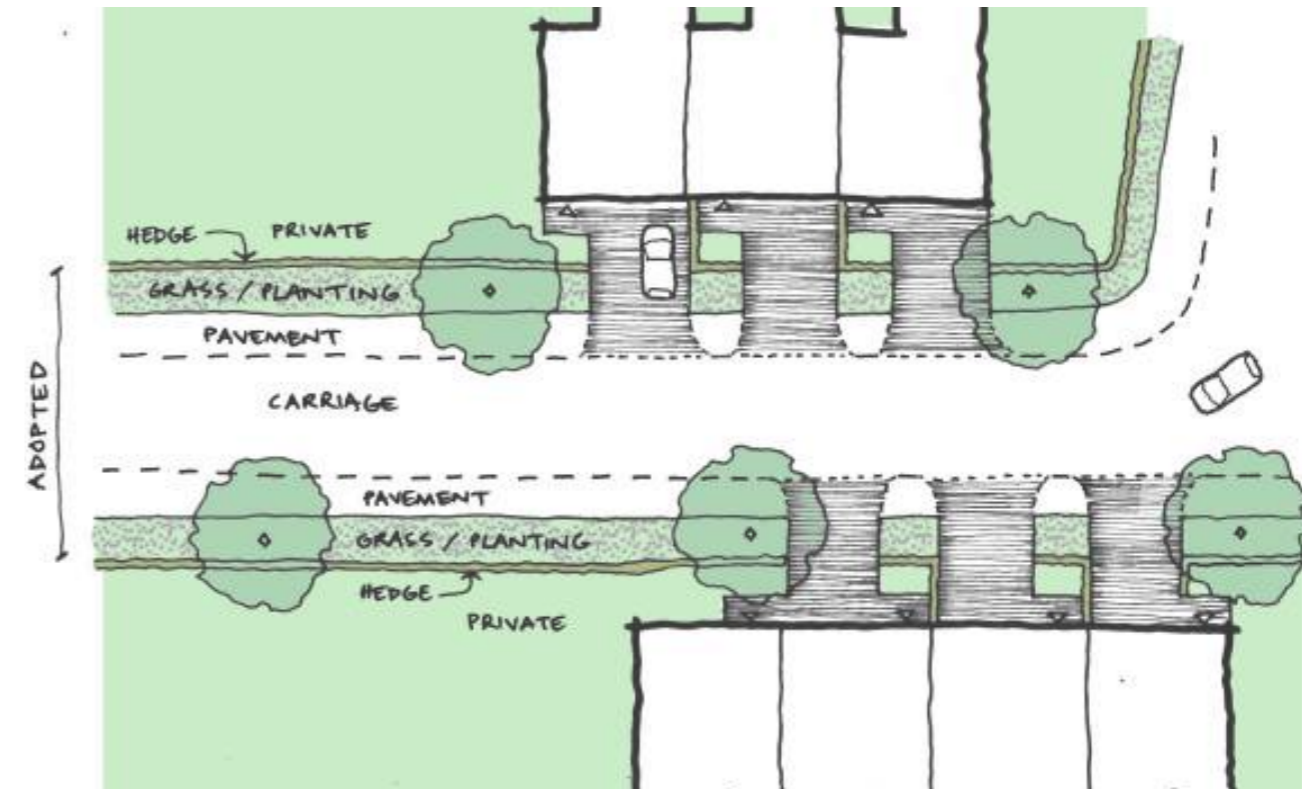 HEDGE
PRIVATE
GRASS / PLANTING
PAVEMENT
CARRIAGE
ADOPTED
PAVEMENT
GRASS / PLANTING
HEDGE
PRIVATE